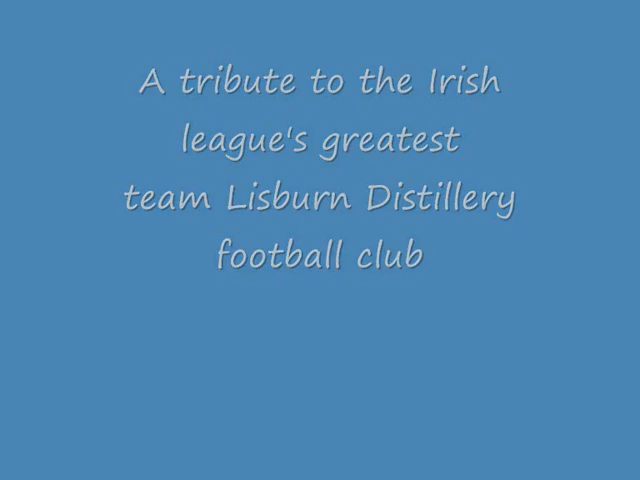 A tribute to the Irish
league's greatest
team Lisburn Distillery
football club